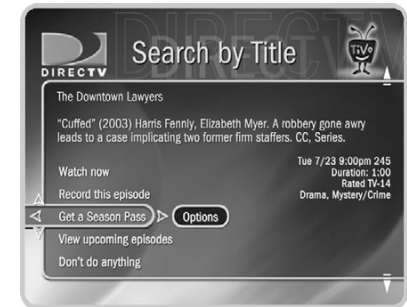 DIRECTV
Search by Title
TiVo
The Downtown Lawyers
“Cuffed” (2003) Harris Fennly, Elizabeth Myer. A robbery gone awry
leads to a case implicating two former firm staffers. CC, Series.
Tue 7/23 9:00pm 245
Duration: 1:00
Rated TV-14
Drama, Mystery/Crime
Watch now
Record this episode
Get a Season Pass
Options
View upcoming episodes
Don't do anything